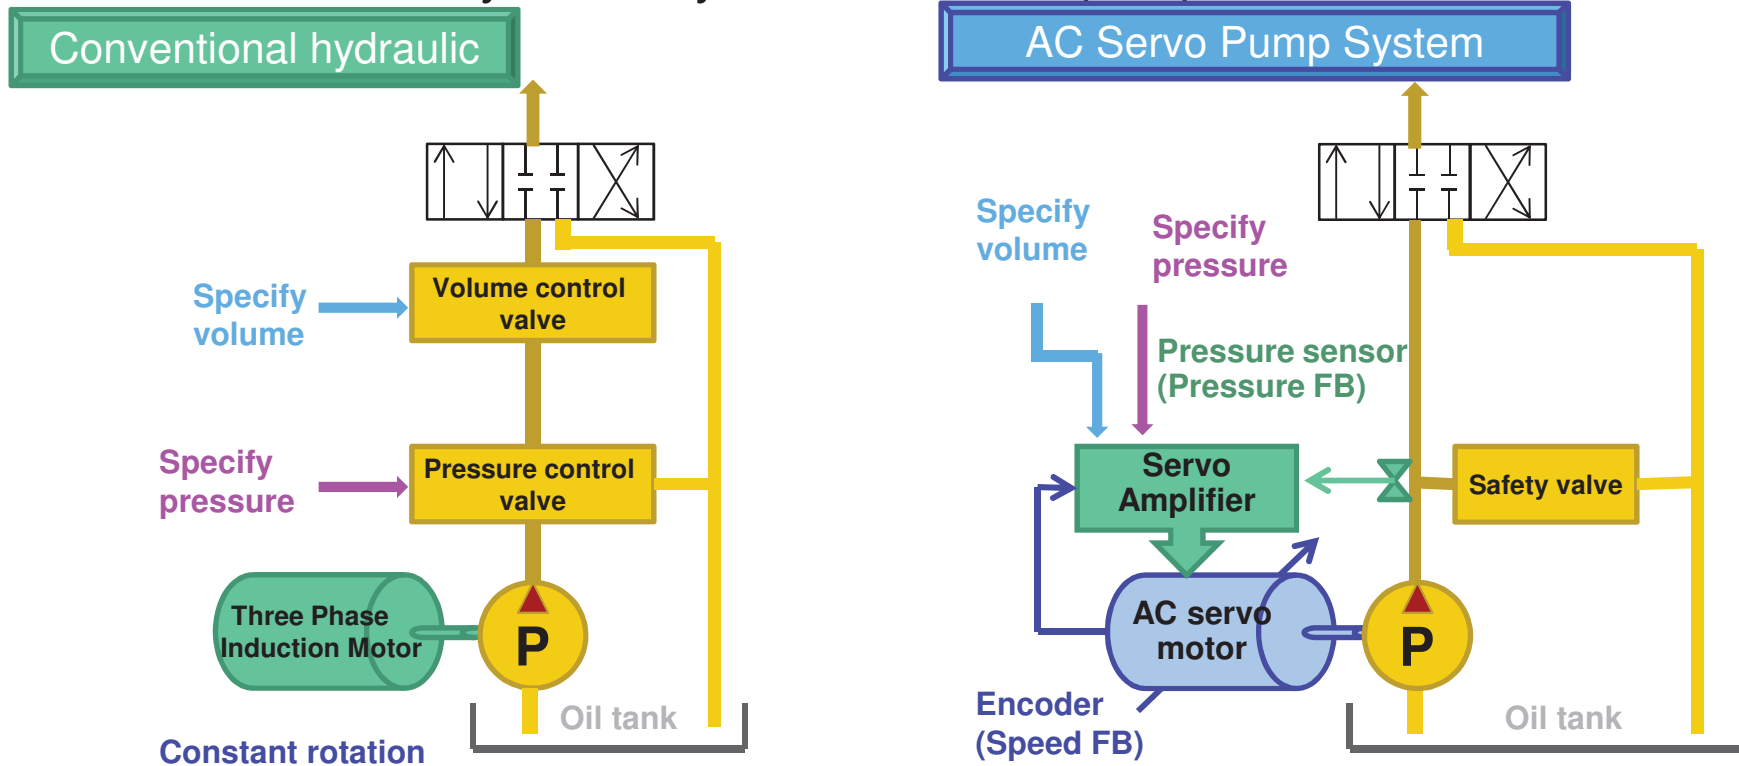 Conventional hydraulic
Specify
volume
Volume control
valve
Specify
pressure
Pressure control
valve
Three Phase
Induction Motor
P
Oil tank
Constant rotation
AC Servo Pump System
Specify
volume
Specify
pressure
Pressure sensor
(Pressure FB)
Servo
Amplifier
Safety valve
AC servo
motor
P
Encoder
(Speed FB)
Oil tank